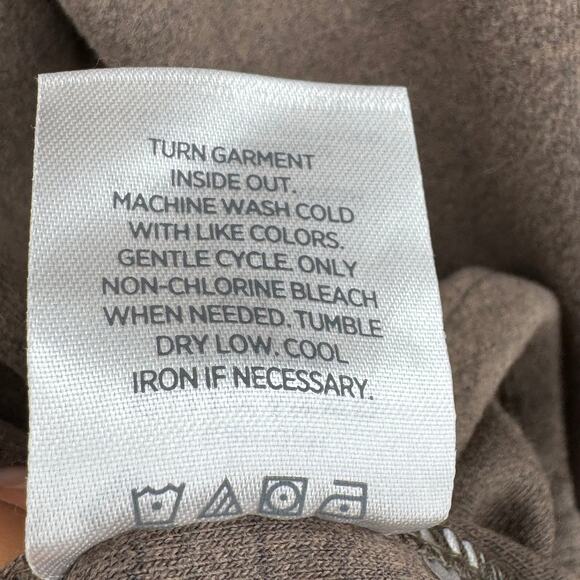 TURN GARMENT
INSIDE OUT.
MACHINE WASH COLD
WITH LIKE COLORS.
GENTLE CYCLE. ONLY
NON-CHLORINE BLEACH
WHEN NEEDED. TUMBLE
DRY LOW. COOL
IRON IF NECESSARY.